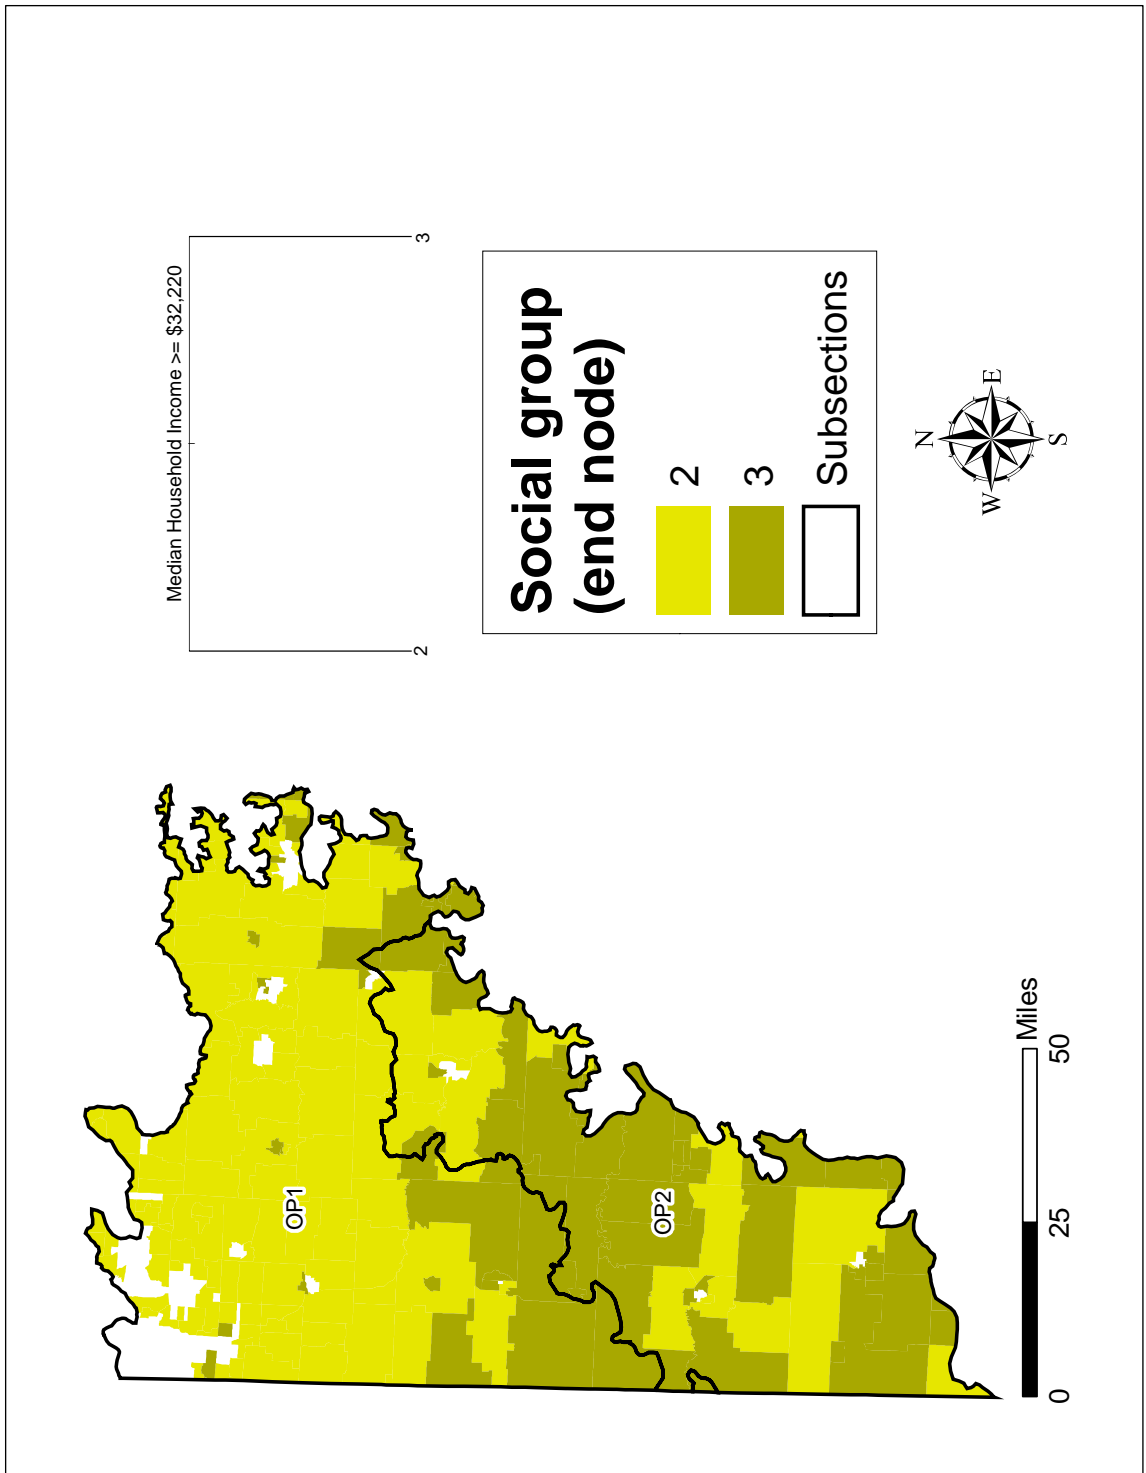 Median Household Income >= $32,220
2
3
Social group
(end node)
2
3
Subsections
OP1
OP2
N
W
E
S
Miles
0
25
50